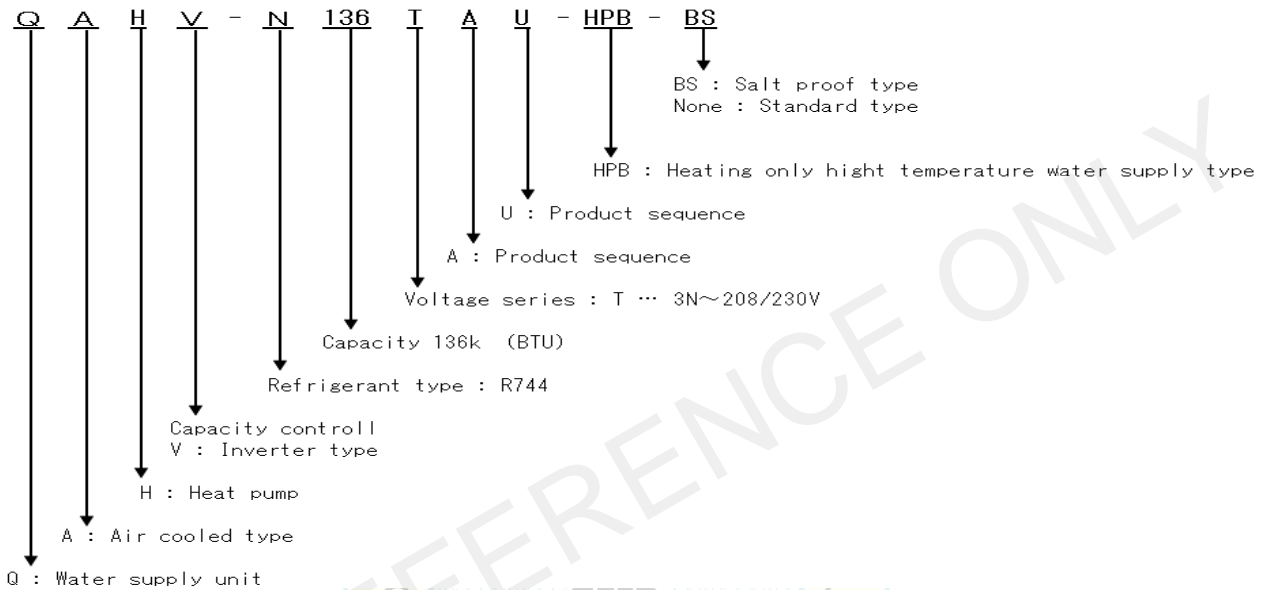 Q A H V - N 136 T A U - HPB - BS
BS : Salt proof type
None : Standard type
HPB : Heating only hight temperature water supply type
U : Product sequence
A : Product sequence
Voltage series : T ··· 3N~208/230V
Capacity 136k (BTU)
Refrigerant type : R744
Capacity controll
V : Inverter type
H : Heat pump
A : Air cooled type
Q : Water supply unit
REFERENCE ONLY